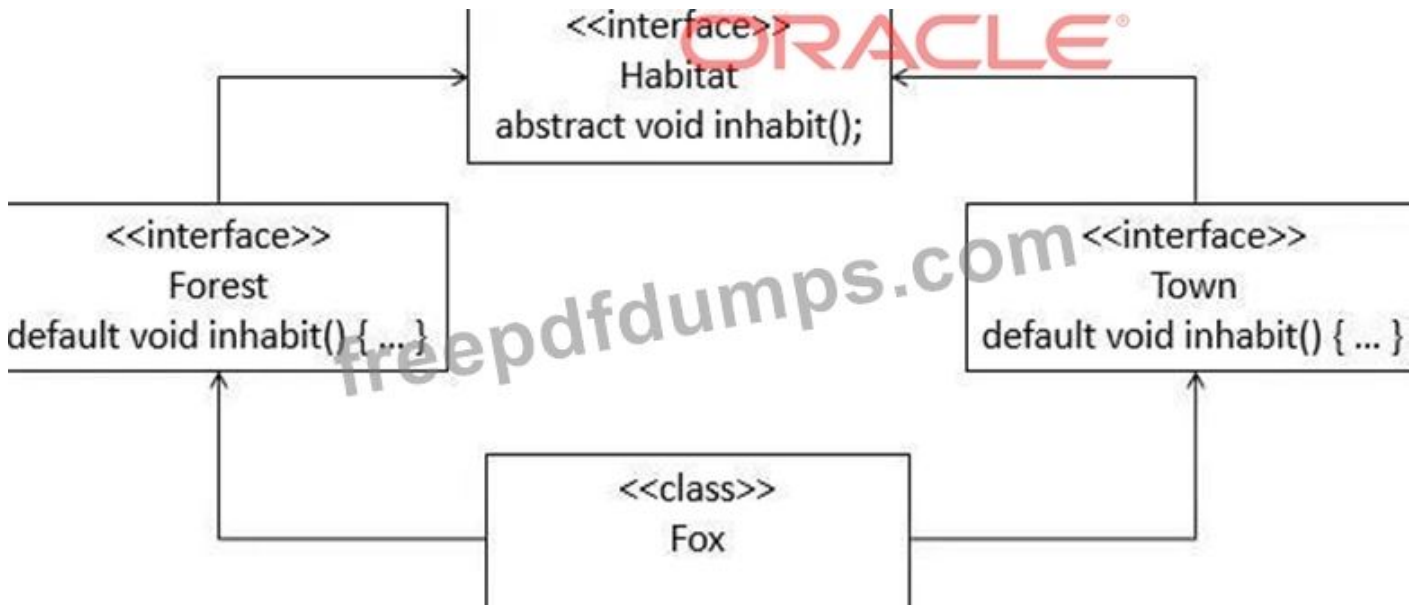 <<interface>>
ORACLE®
Habitat
abstract void inhabit();
<<interface>>
Forest
default void inhabit() { ... }
<<interface>>
Town
default void inhabit() { ... }
freepdfdumps.com
<<class>>
Fox